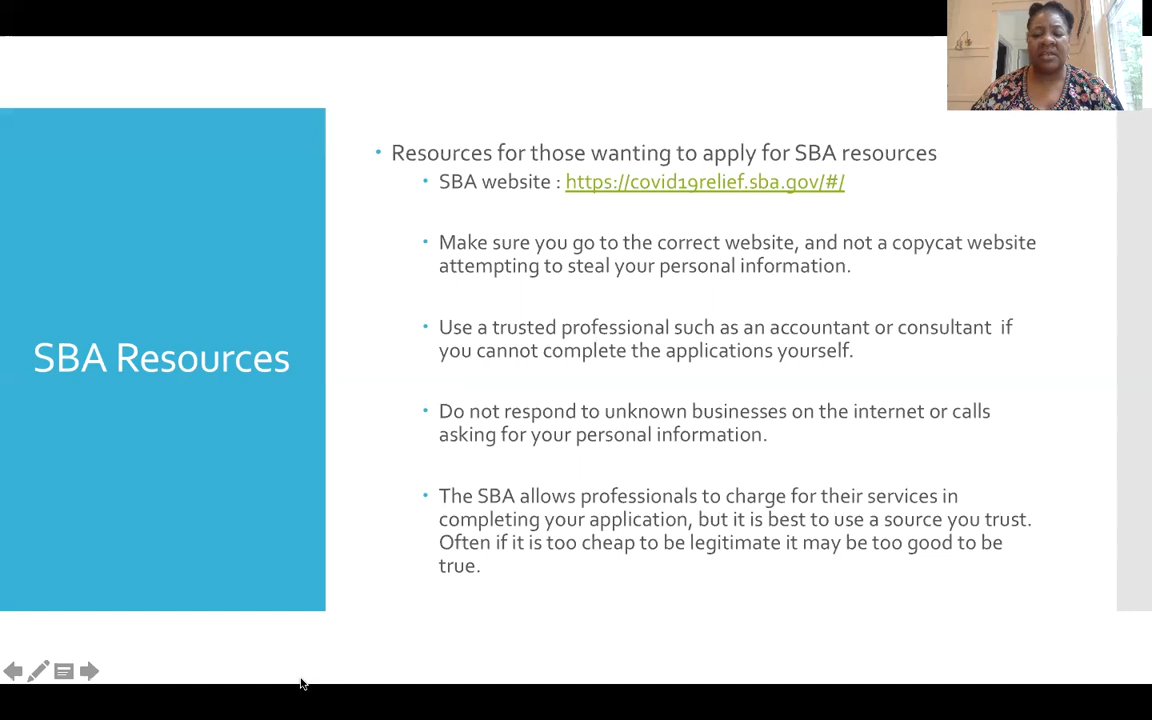 SBA Resources
Resources for those wanting to apply for SBA resources
SBA website : https://covid19relief.sba.gov/#/
Make sure you go to the correct website, and not a copycat website
attempting to steal your personal information.
Use a trusted professional such as an accountant or consultant  if
you cannot complete the applications yourself.
Do not respond to unknown businesses on the internet or calls
asking for your personal information.
The SBA allows professionals to charge for their services in
completing your application, but it is best to use a source you trust.
Often if it is too cheap to be legitimate it may be too good to be
true.